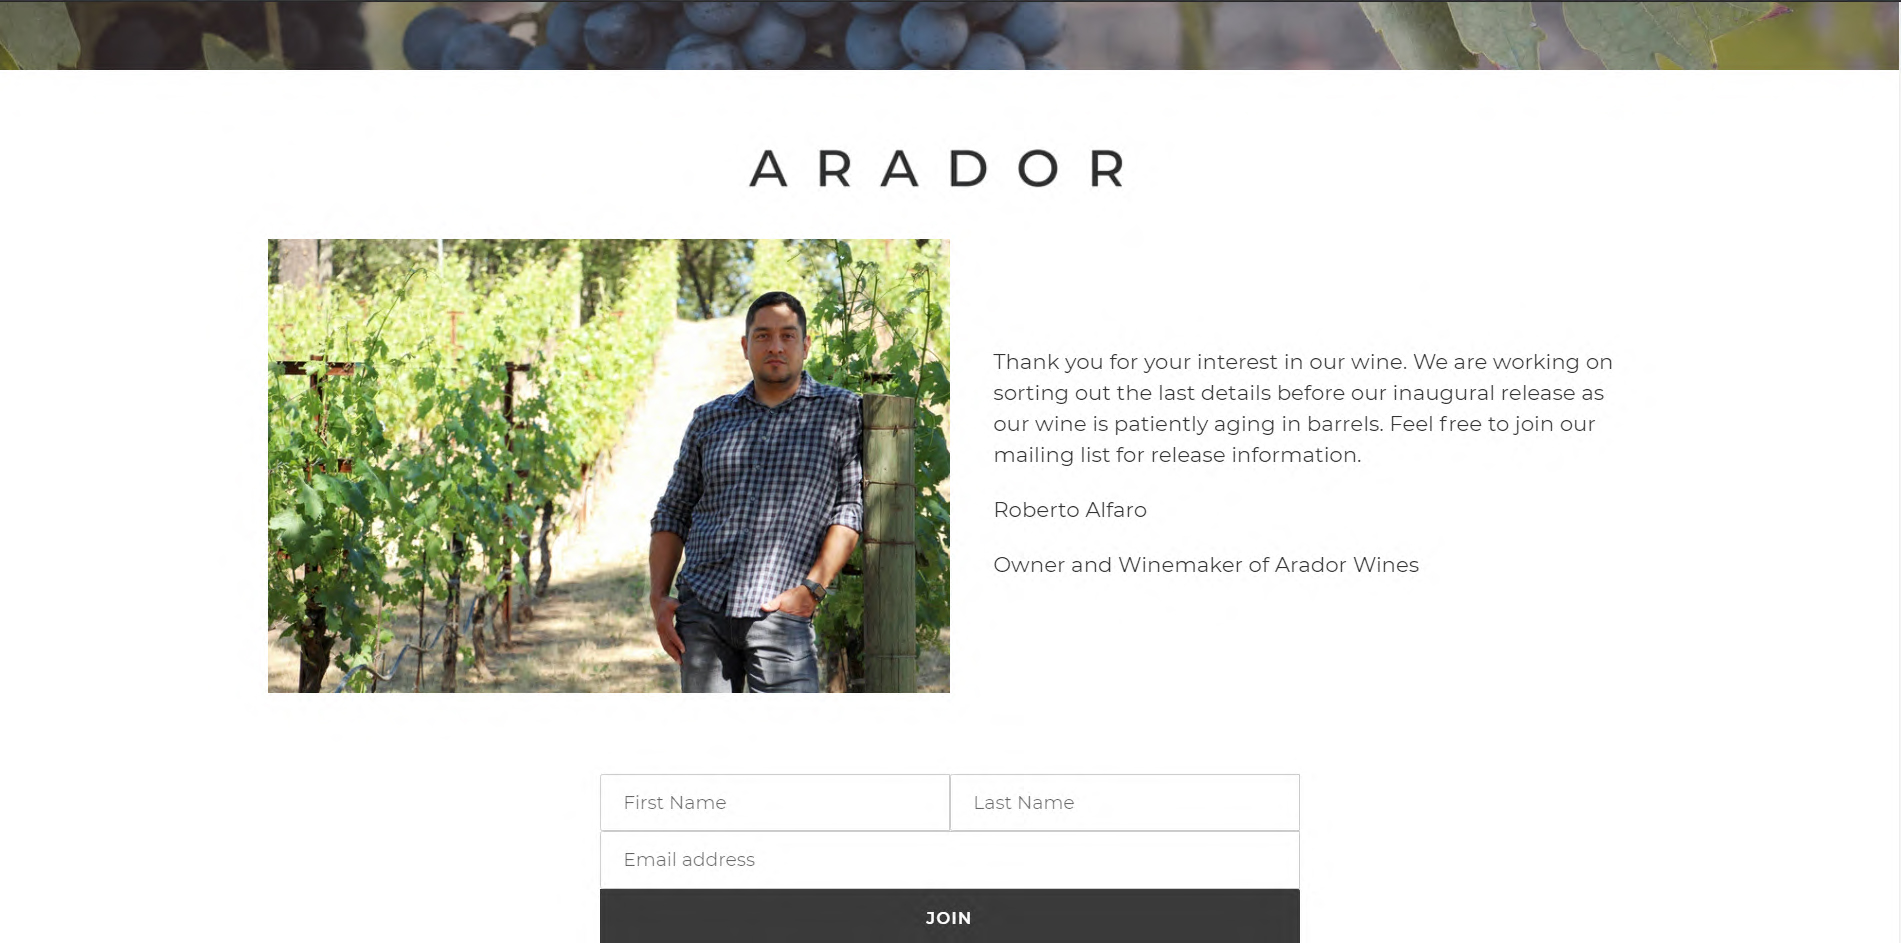 ARADOR
Thank you for your interest in our wine. We are working on
sorting out the last details before our inaugural release as
our wine is patiently aging in barrels. Feel free to join our
mailing list for release information.
Roberto Alfaro
Owner and Winemaker of Arador Wines
First Name
Last Name
Email address
JOIN